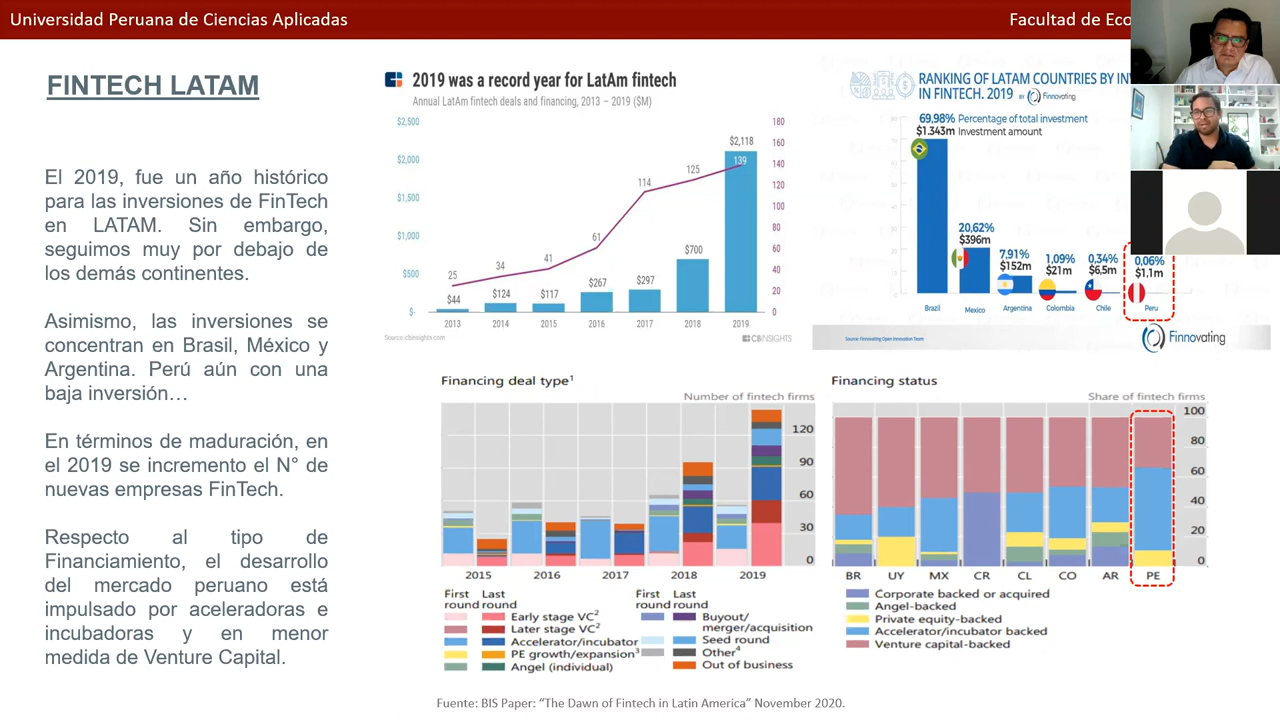 Universidad Peruana de Ciencias Aplicadas
Facultad de Eco
FINTECH LATAM
El 2019, fue un año histórico
para las inversiones de FinTech
en LATAM. Sin embargo,
seguimos muy por debajo de
los demás continentes.
Asimismo, las inversiones se
concentran en Brasil, México y
Argentina. Perú aún con una
baja inversión…
En términos de maduración, en
el 2019 se incremento el N° de
nuevas empresas FinTech.
Respecto al tipo de
Financiamiento, el desarrollo
del mercado peruano está
impulsado por aceleradoras e
incubadoras y en menor
medida de Venture Capital.
2019 was a record year for LatAm fintech
Annual LatAm fintech deals and financing, 2013 – 2019 ($M)
$2,500
$2,000
$1,500
$1,000
$500
$-
180
160
140
120
100
80
60
40
20
0
25
34
41
61
114
125
139
$44
$124
$117
$267
$297
$700
$2,118
2013 2014 2015 2016 2017 2018 2019
Source: cbinsights.com
CBINSIGHTS
RANKING OF LATAM COUNTRIES BY IN
IN FINTECH. 2019 BY Finnovating
69,98% Percentage of total investment
$1.343m Investment amount
20,62%
$396m
7,91%
$152m
1,09%
$21m
0,34%
$6.5m
0,06%
$1.1m
Brazil Mexico Argentina Colombia Chile Peru
Source: Finnovating Open Innovation Team
Finnovating
Financing deal type¹
Number of fintech firms
120
90
60
30
0
2015 2016 2017 2018 2019
First round Last round
Early stage VC²
Later stage VC²
Accelerator/incubator
PE growth/expansion³
Angel (individual)
First round Last round
Buyout/
merger/acquisition
Seed round
Other⁴
Out of business
Financing status
Share of fintech firms
100
80
60
40
20
0
BR UY MX CR CL CO AR PE
Corporate backed or acquired
Angel-backed
Private equity-backed
Accelerator/incubator backed
Venture capital-backed
Fuente: BIS Paper: “The Dawn of Fintech in Latin America” November 2020.